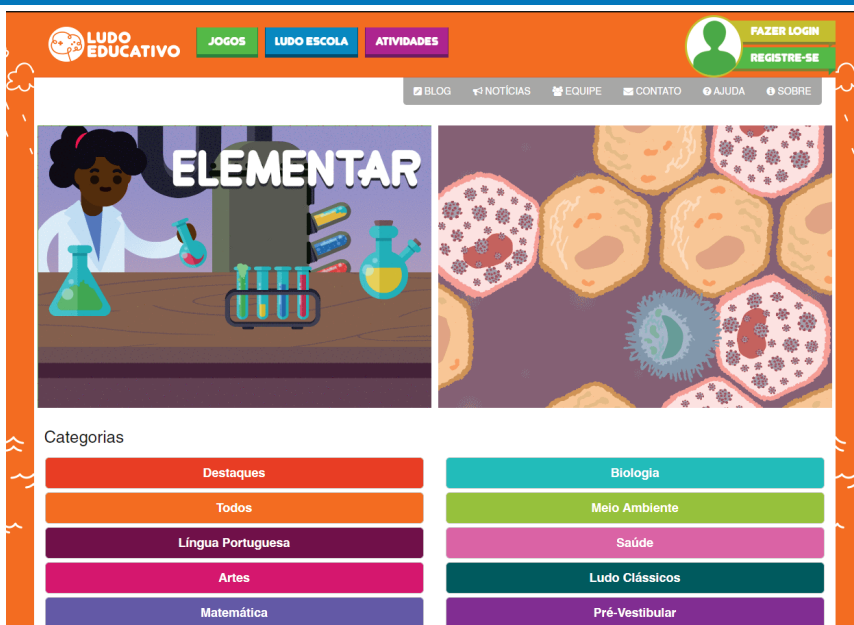 LUDO
EDUCATIVO
JOGOS
LUDO ESCOLA
ATIVIDADES
FAZER LOGIN
REGISTRE-SE
BLOG
NOTÍCIAS
EQUIPE
CONTATO
AJUDA
SOBRE
ELEMENTAR
Categorias
Destaques
Biologia
Todos
Meio Ambiente
Língua Portuguesa
Saúde
Artes
Ludo Clássicos
Matemática
Pré-Vestibular